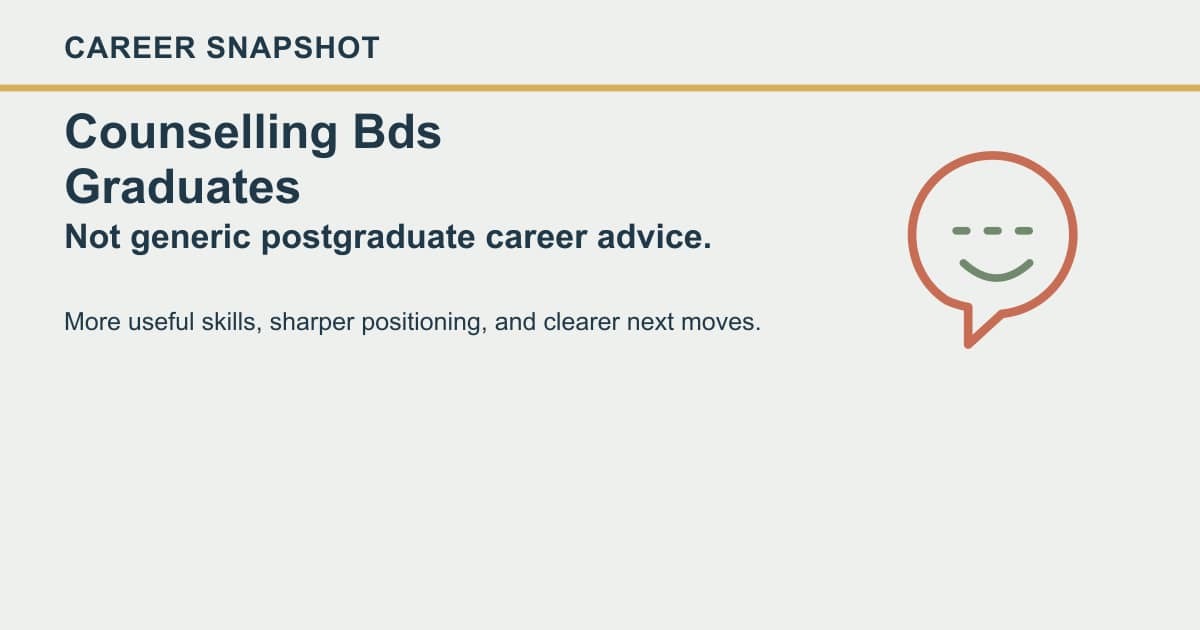 CAREER SNAPSHOT
Counselling Bds
Graduates
Not generic postgraduate career advice.
More useful skills, sharper positioning, and clearer next moves.